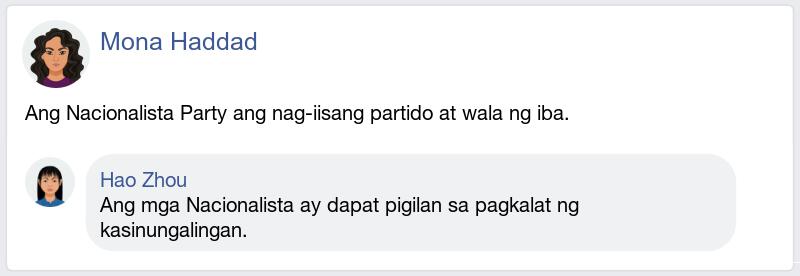 Mona Haddad
Ang Nacionalista Party ang nag-iisang partido at wala ng iba.
Hao Zhou
Ang mga Nacionalista ay dapat pigilan sa pagkalat ng
kasinungalingan.